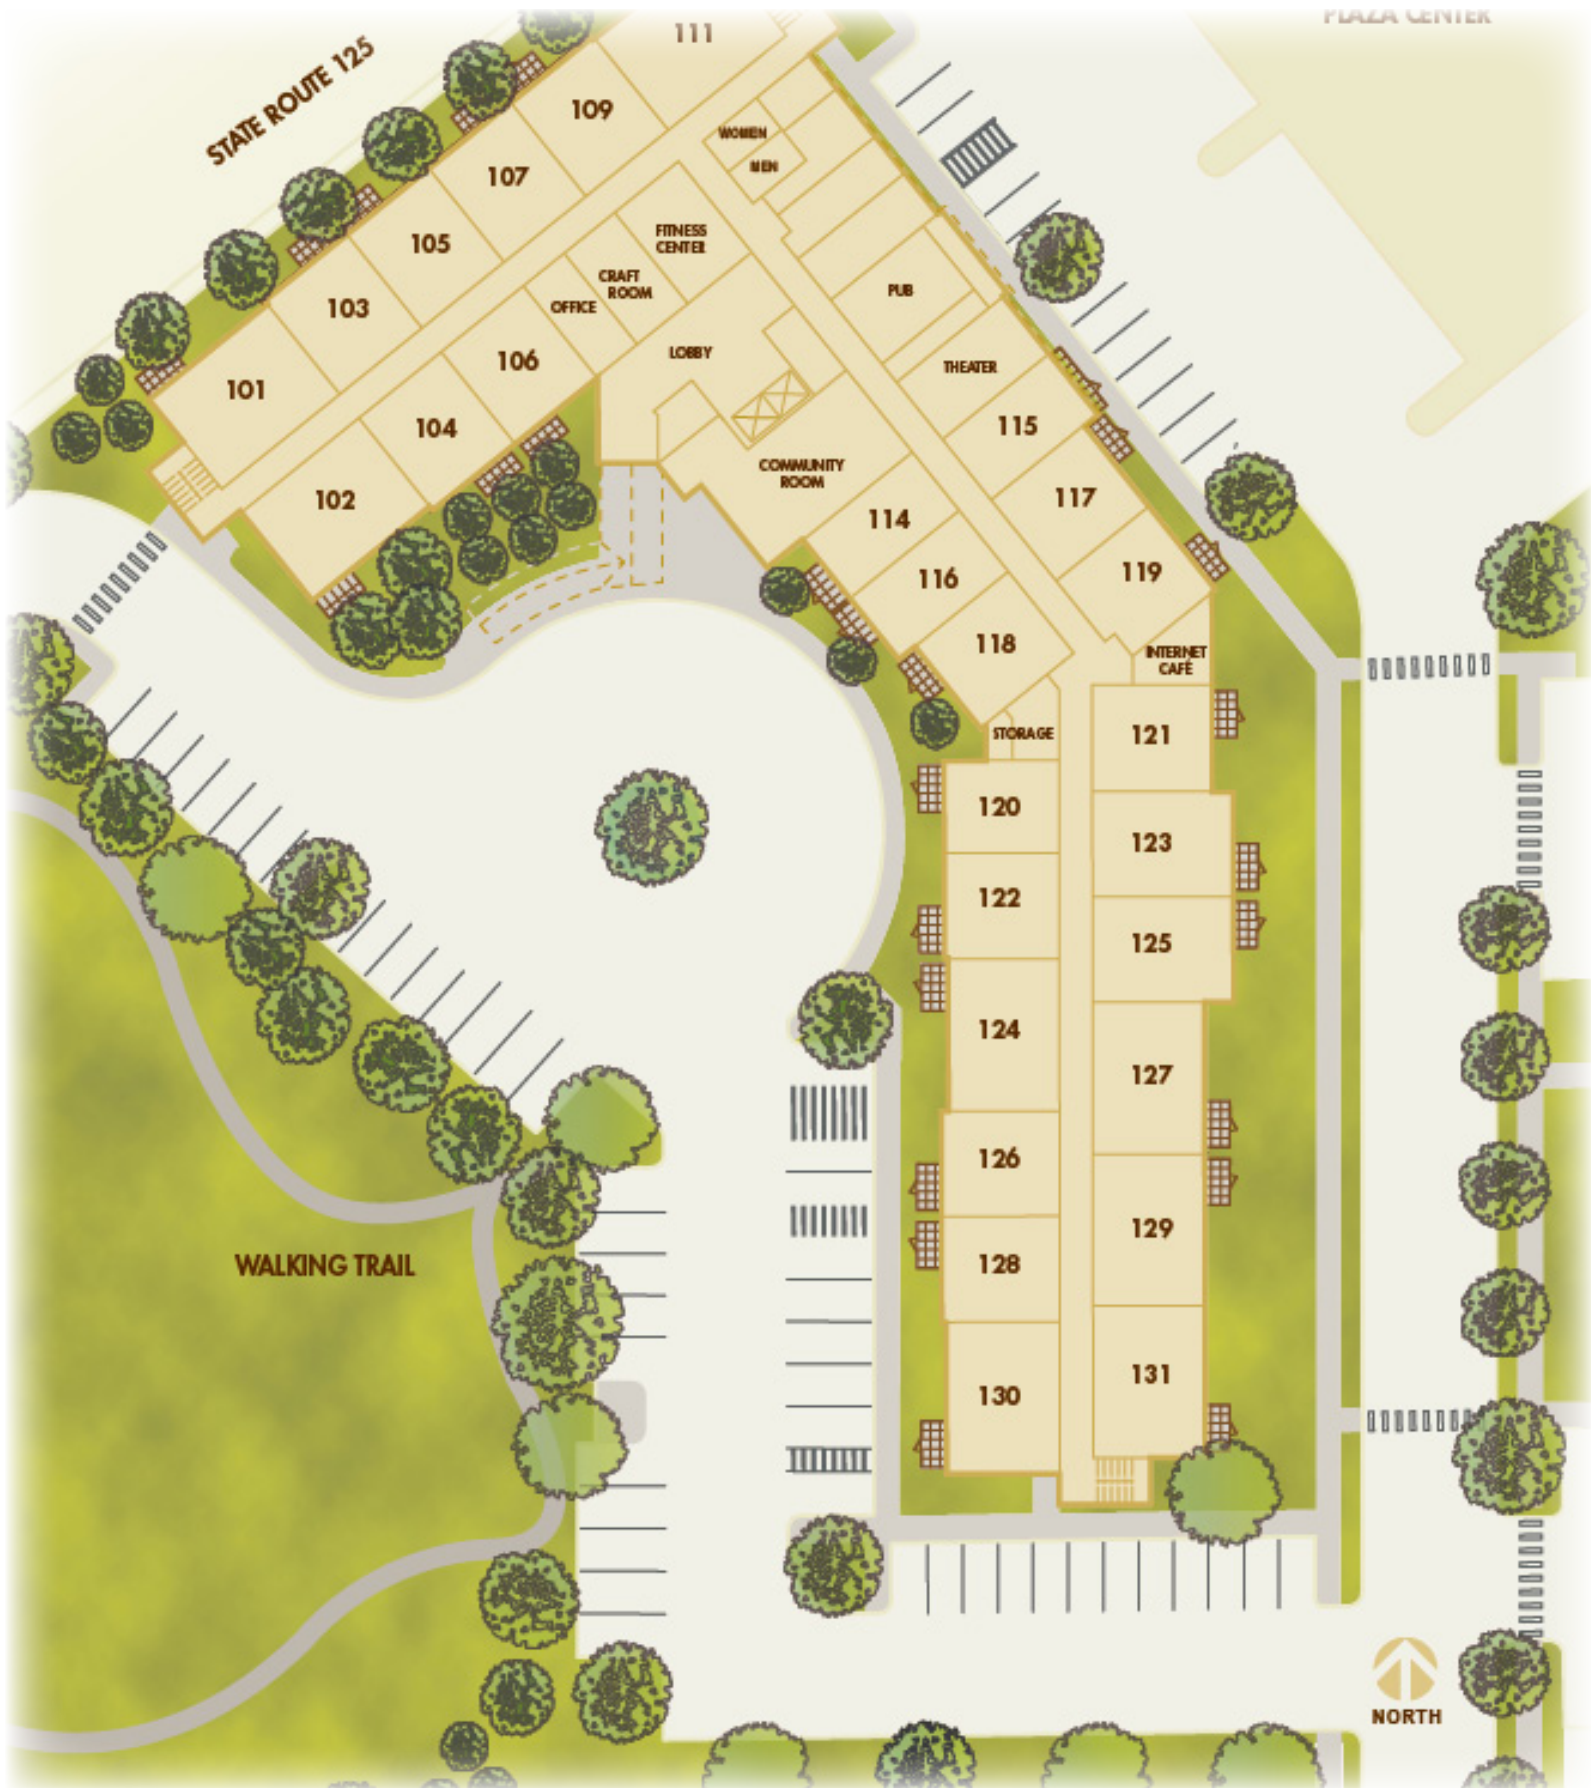 PLAZA CENTER
STATE ROUTE 125
111
109
107
105
103
101
WOMEN
MEN
FITNESS
CENTER
CRAFT
ROOM
OFFICE
106
104
102
LOBBY
PUB
THEATER
115
COMMUNITY
ROOM
117
114
119
116
118
INTERNET
CAFÉ
STORAGE
121
120
123
122
125
124
127
126
129
128
131
130
WALKING TRAIL
NORTH